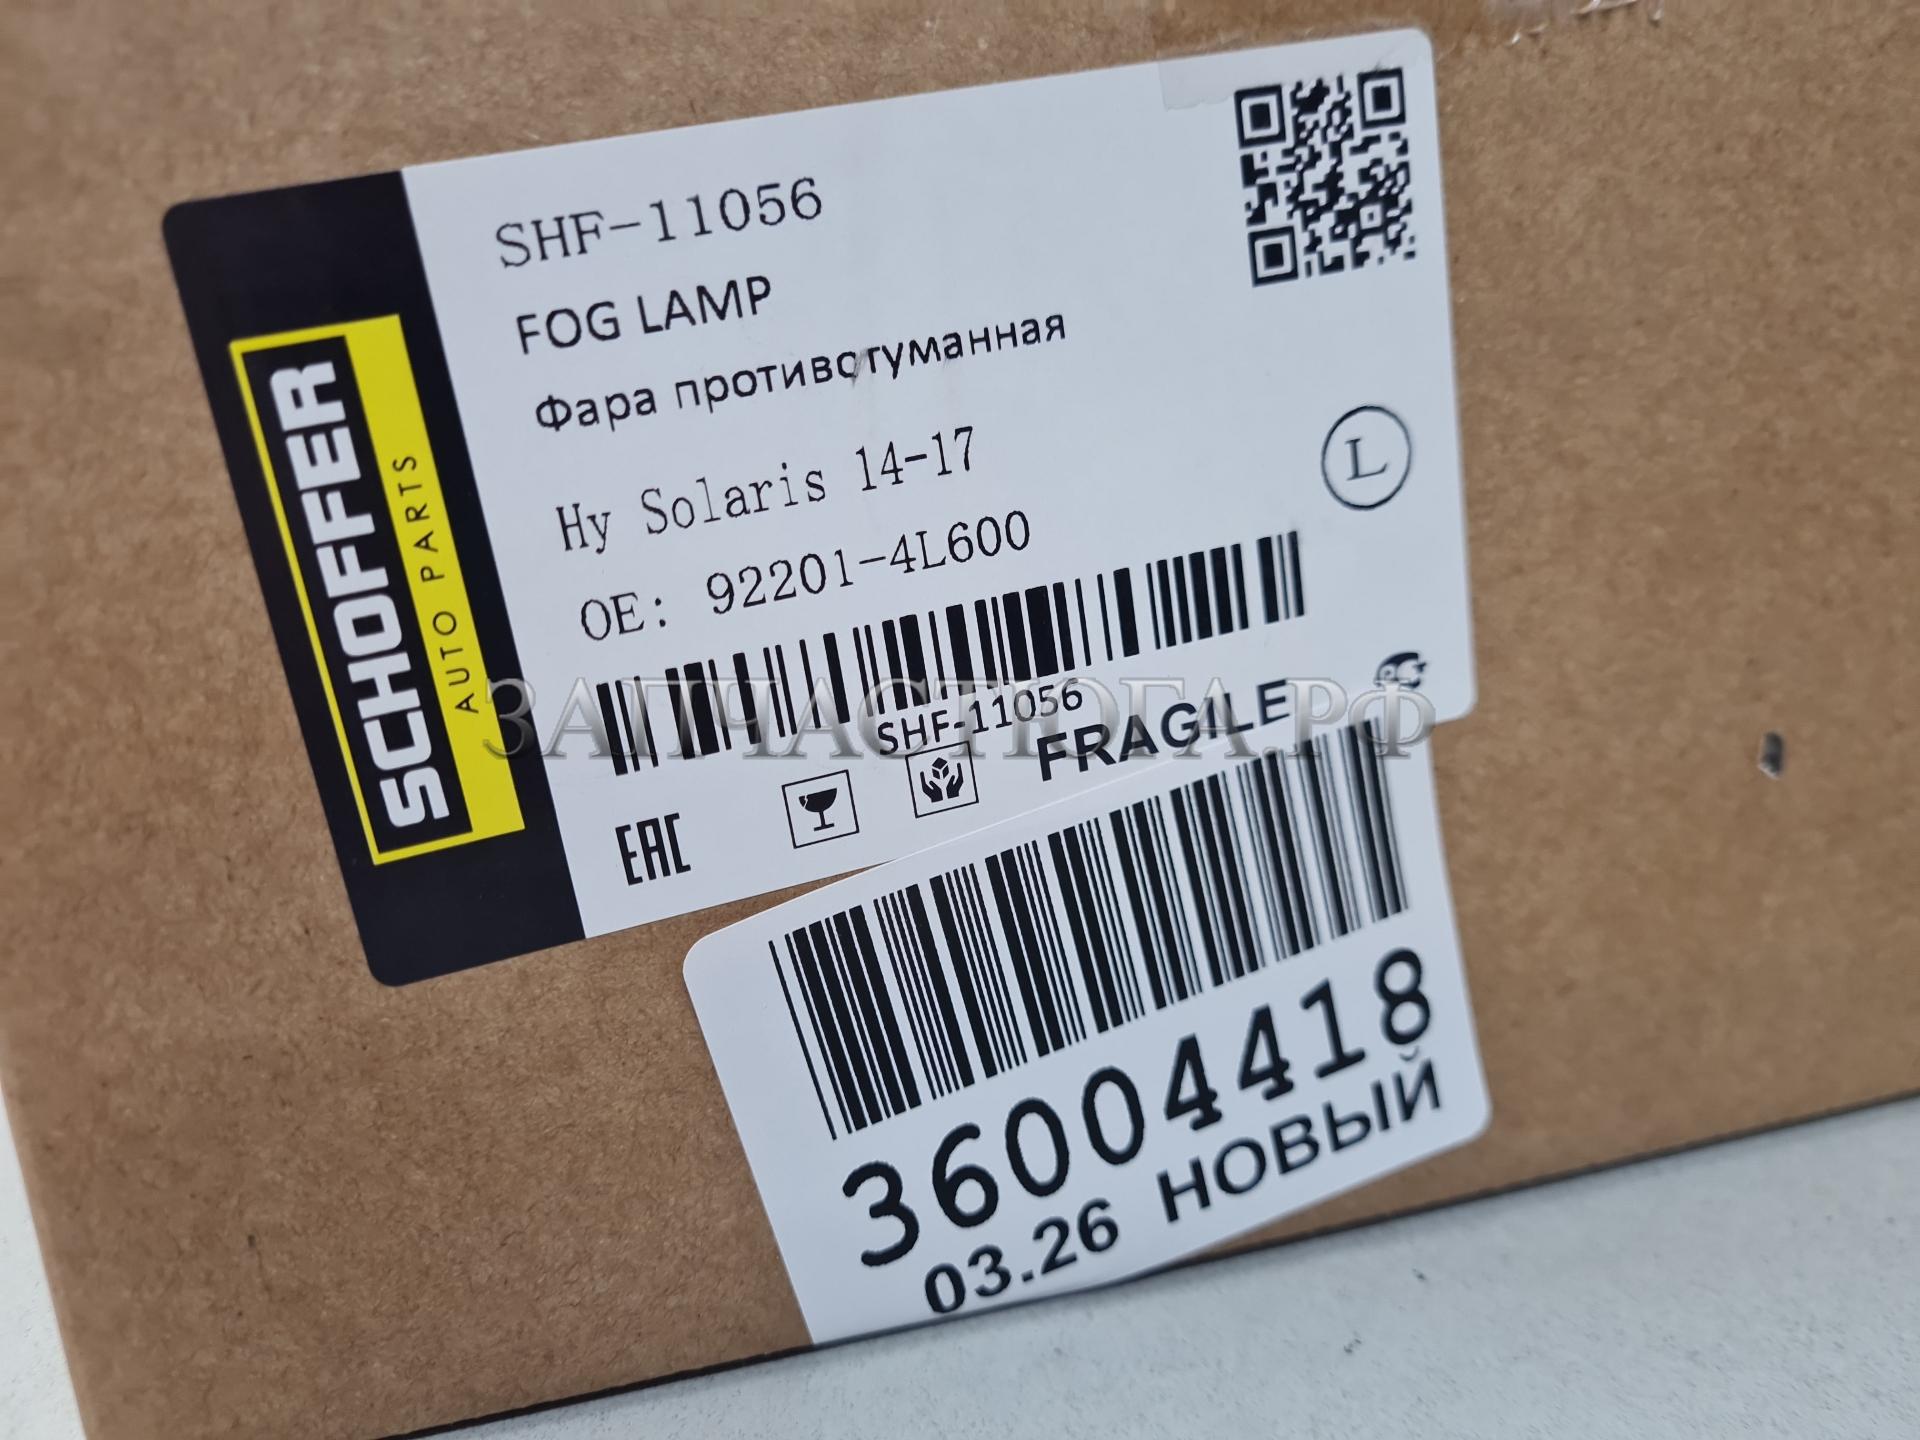 SCHOFFER
AUTO PARTS
SHF-11056
FOG LAMP
Фара противотуманная
Hy Solaris 14-17
L
OE: 92201-4L600
SHF-11056
FRAGILE
EAC
ЗАПЧАСТЮГА.РФ
36004418
03.26 НОВЫЙ